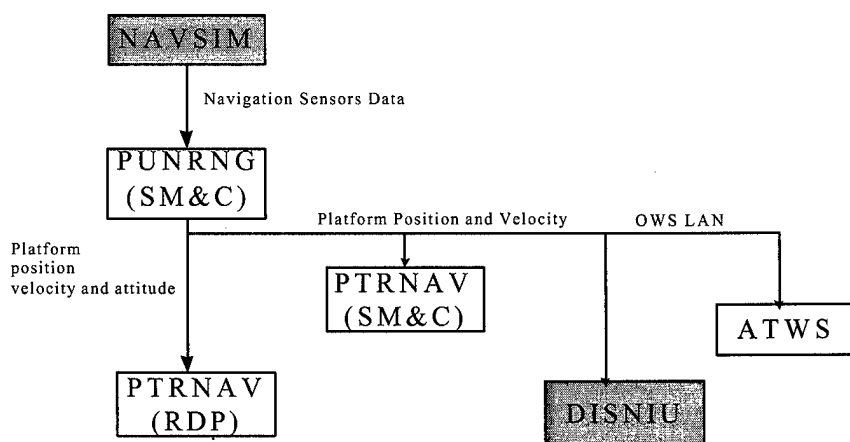 NAVSIM
Navigation Sensors Data
PUNRNG
(SM&C)
Platform Position and Velocity
OWS LAN
Platform
position
velocity and attitude
PTRNAV
(SM&C)
ATWS
PTRNAV
(RDP)
DISNIU